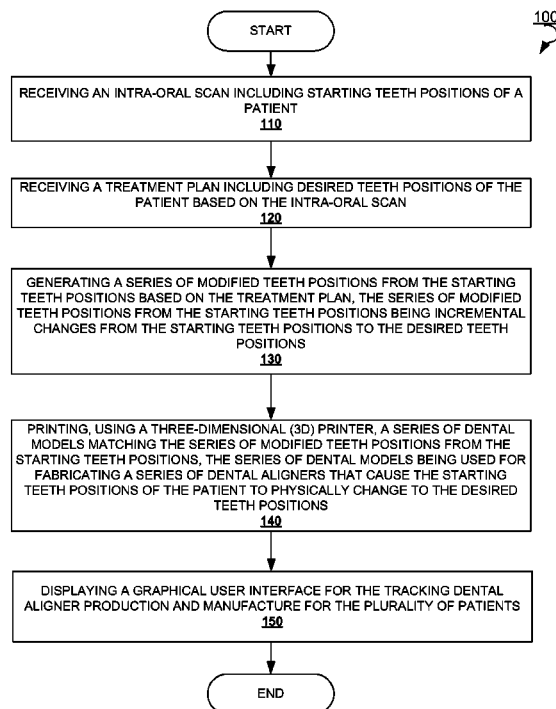 100
START
RECEIVING AN INTRA-ORAL SCAN INCLUDING STARTING TEETH POSITIONS OF A
PATIENT
110
RECEIVING A TREATMENT PLAN INCLUDING DESIRED TEETH POSITIONS OF THE
PATIENT BASED ON THE INTRA-ORAL SCAN
120
GENERATING A SERIES OF MODIFIED TEETH POSITIONS FROM THE STARTING
TEETH POSITIONS BASED ON THE TREATMENT PLAN, THE SERIES OF MODIFIED
TEETH POSITIONS FROM THE STARTING TEETH POSITIONS BEING INCREMENTAL
CHANGES FROM THE STARTING TEETH POSITIONS TO THE DESIRED TEETH
POSITIONS
130
PRINTING, USING A THREE-DIMENSIONAL (3D) PRINTER, A SERIES OF DENTAL
MODELS MATCHING THE SERIES OF MODIFIED TEETH POSITIONS FROM THE
STARTING TEETH POSITIONS, THE SERIES OF DENTAL MODELS BEING USED FOR
FABRICATING A SERIES OF DENTAL ALIGNERS THAT CAUSE THE STARTING
TEETH POSITIONS OF THE PATIENT TO PHYSICALLY CHANGE TO THE DESIRED
TEETH POSITIONS
140
DISPLAYING A GRAPHICAL USER INTERFACE FOR THE TRACKING DENTAL
ALIGNER PRODUCTION AND MANUFACTURE FOR THE PLURALITY OF PATIENTS
150
END